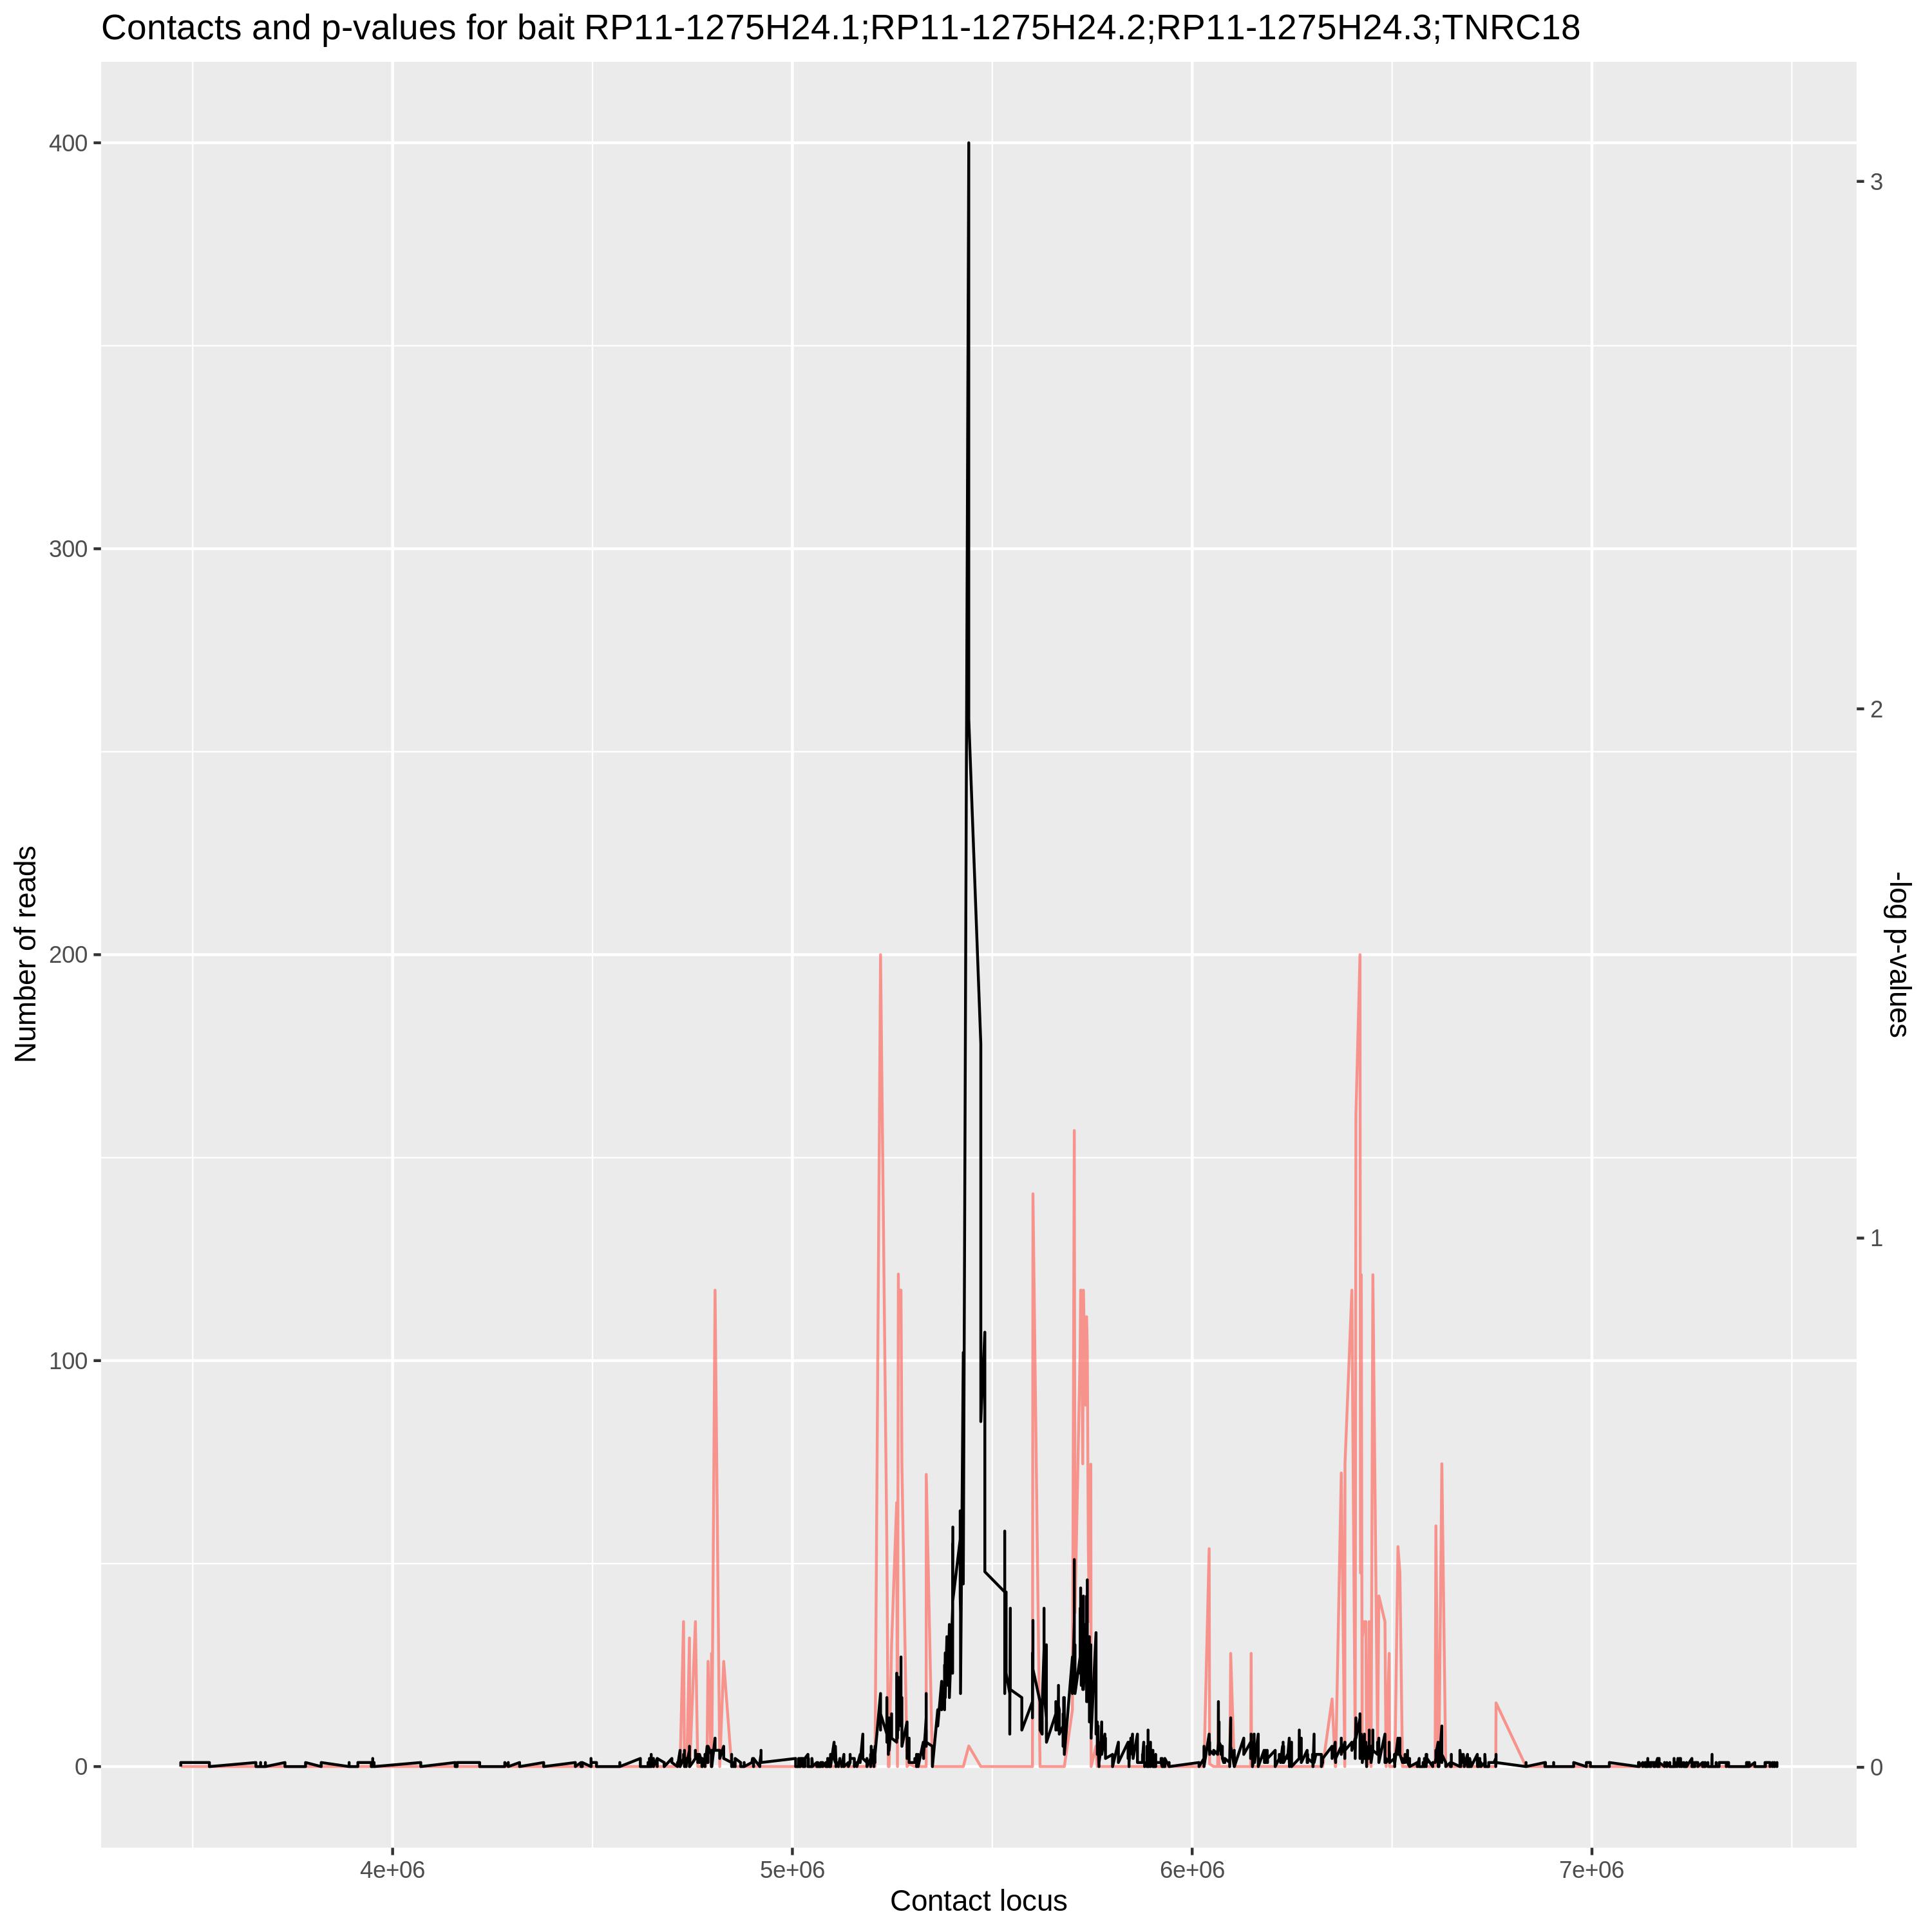 Contacts and p-values for bait RP11-1275H24.1;RP11-1275H24.2;RP11-1275H24.3;TNRC18
400
300
200
100
0
Number of reads
3
2
1
0
-log p-values
4e+06 5e+06 6e+06 7e+06
Contact locus